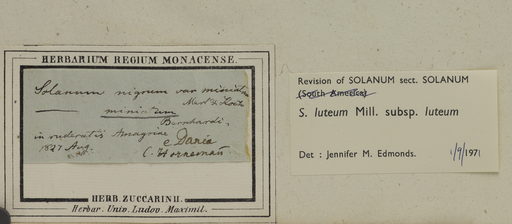 HERBARIUM REGIUM MONACENSE.
Solanum nigrum var miniatum
Mert & Koch
miniatum
Bernhardi.
in ruderatis Amagriae
e Dania
1827 Aug.
C. Hornemann.
HERB. ZUCCARINII.
Herbar. Univ. Ludov. Maximil.
Revision of SOLANUM sect. SOLANUM
(South America)
S. luteum Mill. subsp. luteum
Det : Jennifer M. Edmonds.
1/9/1971